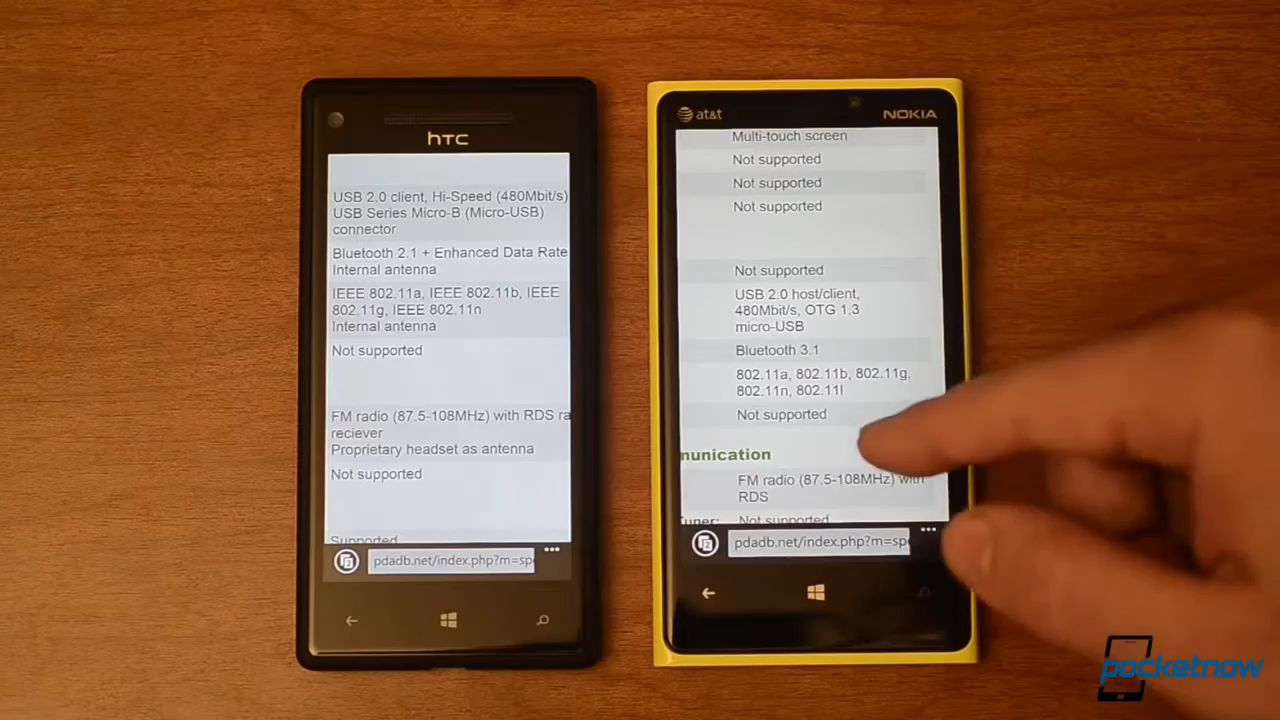 hTC
USB 2.0 client, Hi-Speed (480Mbit/s)
USB Series Micro-B (Micro-USB)
connector
Bluetooth 2.1 + Enhanced Data Rate
Internal antenna
IEEE 802.11a, IEEE 802.11b, IEEE
802.11g, IEEE 802.11n
Internal antenna
Not supported
FM radio (87.5-108MHz) with RDS ra
reciever
Proprietary headset as antenna
Not supported
Supported
pdadb.net/index.php?m=spe
at&t
NOKIA
Multi-touch screen
Not supported
Not supported
Not supported
Not supported
USB 2.0 host/client,
480Mbit/s, OTG 1.3
micro-USB
Bluetooth 3.1
802.11a, 802.11b, 802.11g,
802.11n, 802.11l
Not supported
munication
FM radio (87.5-108MHz) with
RDS
Tuner: Not supported
pdadb.net/index.php?m=spe
pocketnow